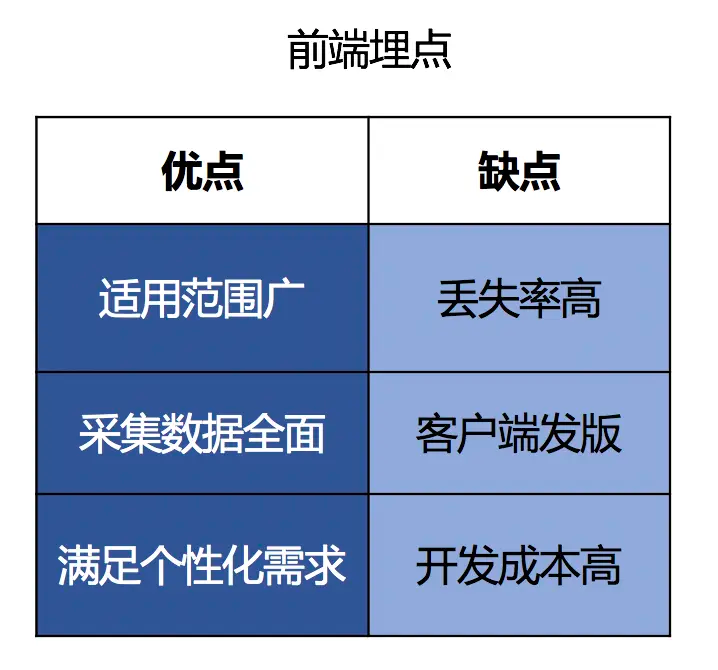 前端埋点
优点 缺点
适用范围广 丢失率高
采集数据全面 客户端发版
满足个性化需求 开发成本高